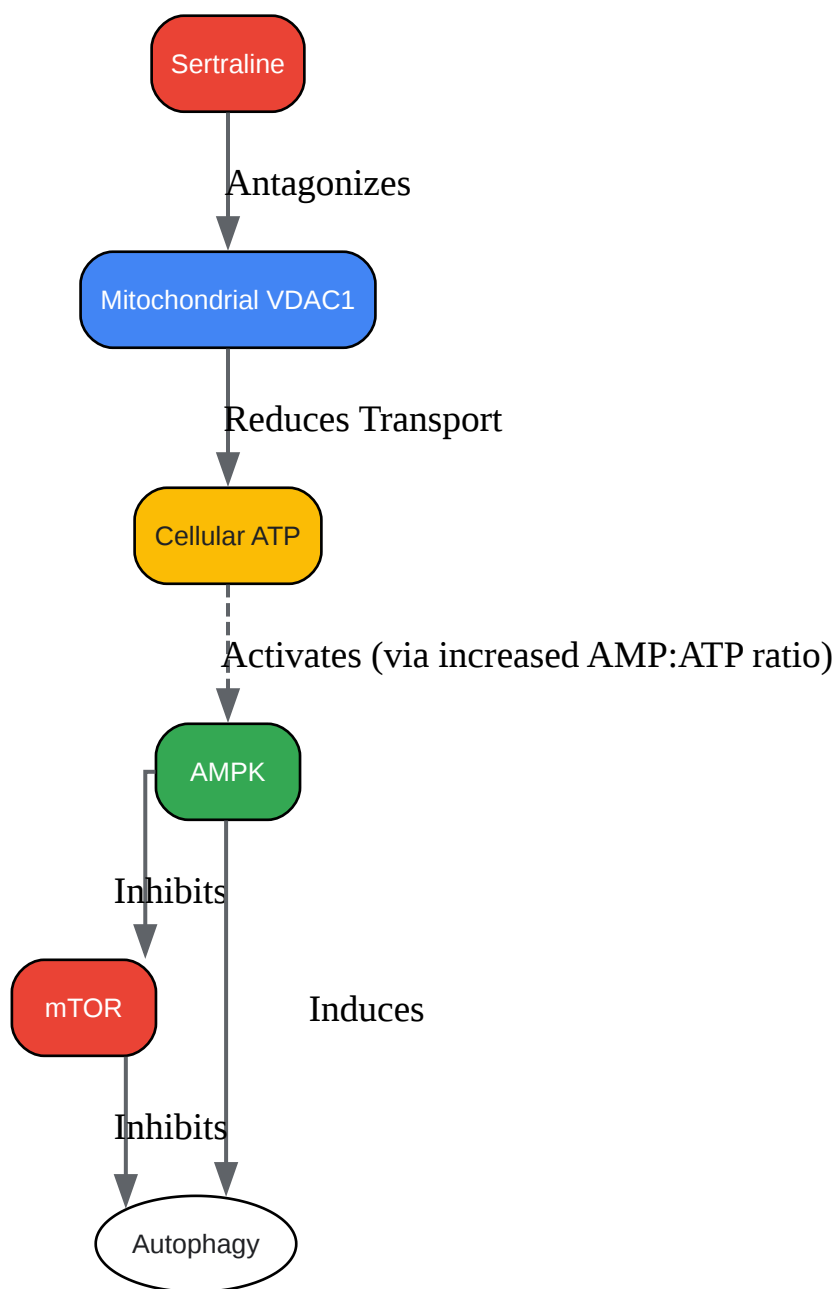 Sertraline
Antagonizes
Mitochondrial VDAC1
Reduces Transport
Cellular ATP
Activates (via increased AMP:ATP ratio)
AMPK
Inhibits
mTOR
Induces
Inhibits
Autophagy